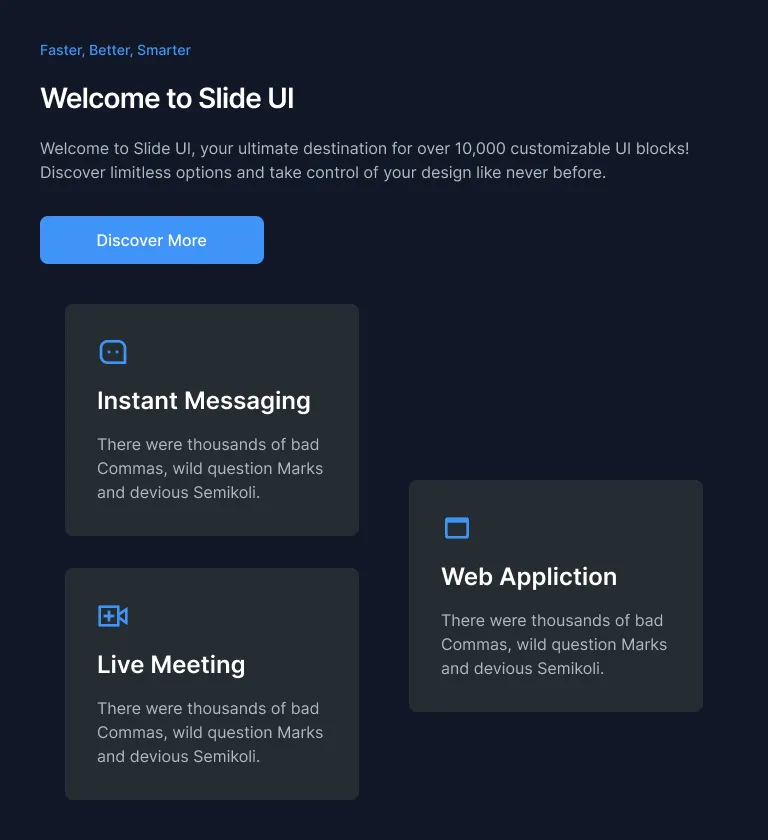 Faster, Better, Smarter
Welcome to Slide UI
Welcome to Slide UI, your ultimate destination for over 10,000 customizable UI blocks!
Discover limitless options and take control of your design like never before.
Discover More
Instant Messaging
There were thousands of bad
Commas, wild question Marks
and devious Semikoli.
Live Meeting
There were thousands of bad
Commas, wild question Marks
and devious Semikoli.
Web Appliction
There were thousands of bad
Commas, wild question Marks
and devious Semikoli.